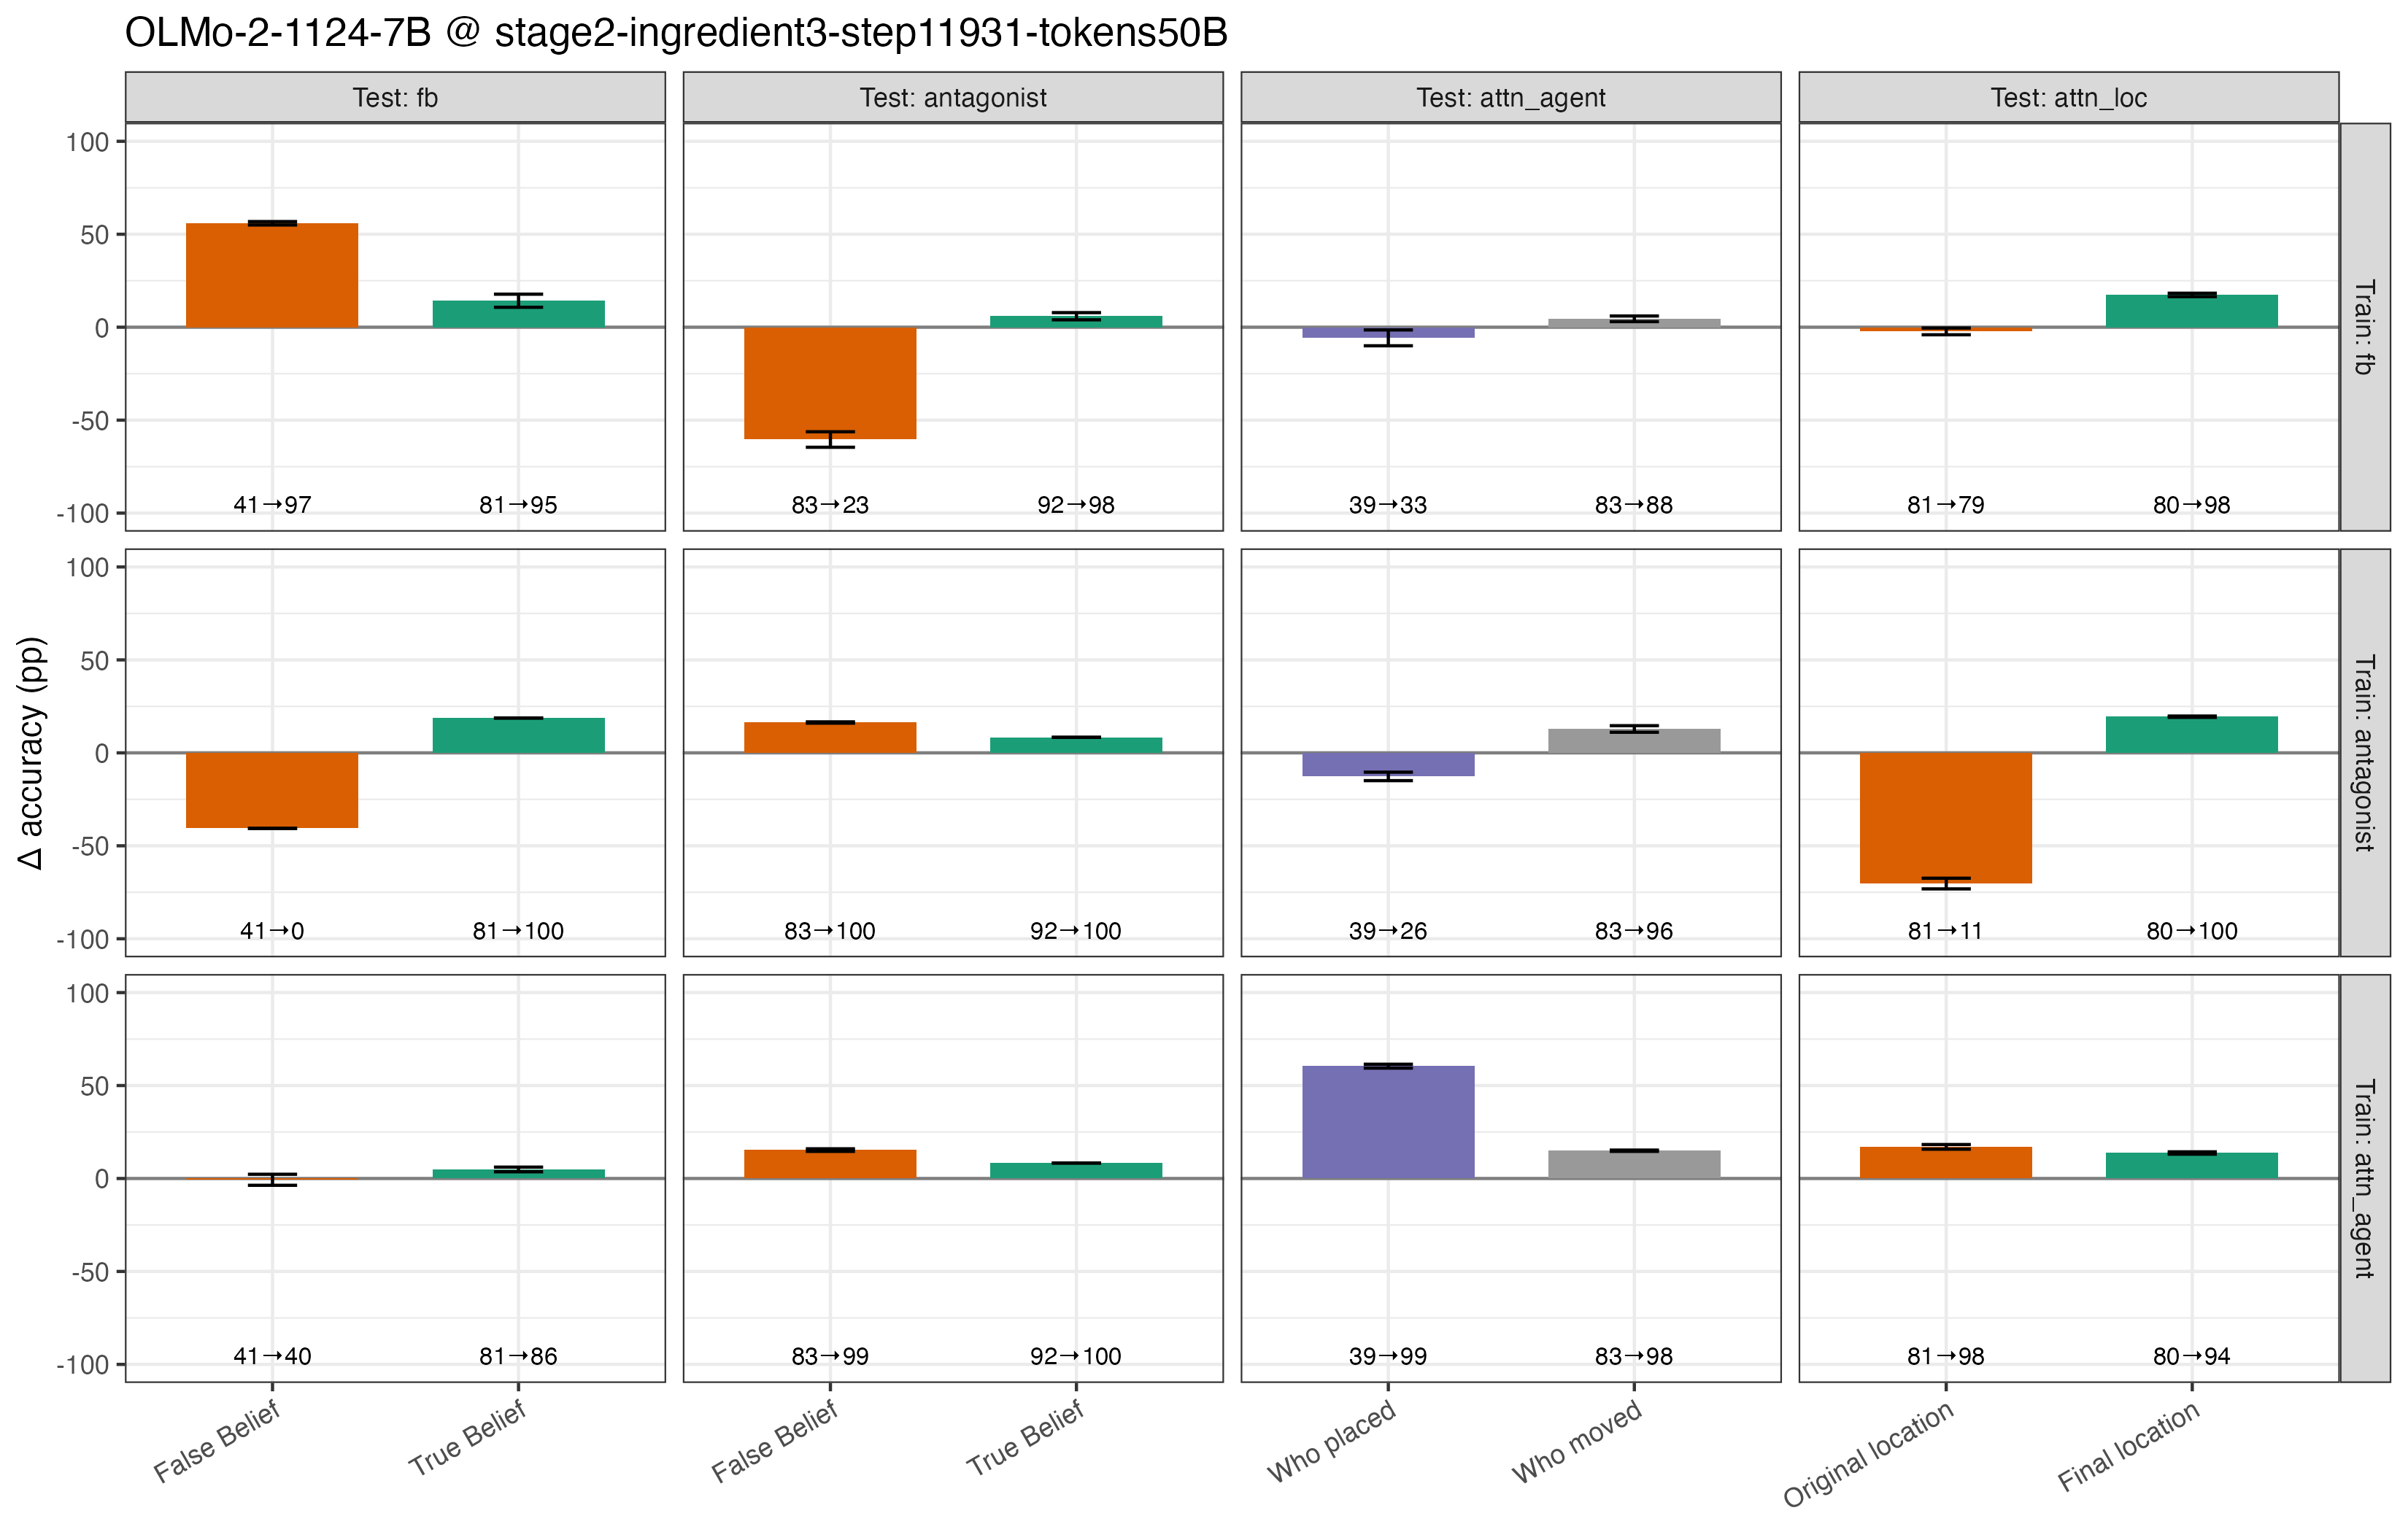 OLMo-2-1124-7B @ stage2-ingredient3-step11931-tokens50B
Test: fb
Test: antagonist
Test: attn_agent
Test: attn_loc
Δ accuracy (pp)
100
50
0
-50
-100
41→97
81→95
83→23
92→98
39→33
83→88
81→79
80→98
Train: fb
100
50
0
-50
-100
41→0
81→100
83→100
92→100
39→26
83→96
81→11
80→100
Train: antagonist
100
50
0
-50
-100
41→40
81→86
83→99
92→100
39→99
83→98
81→98
80→94
Train: attn_agent
False Belief
True Belief
False Belief
True Belief
Who placed
Who moved
Original location
Final location